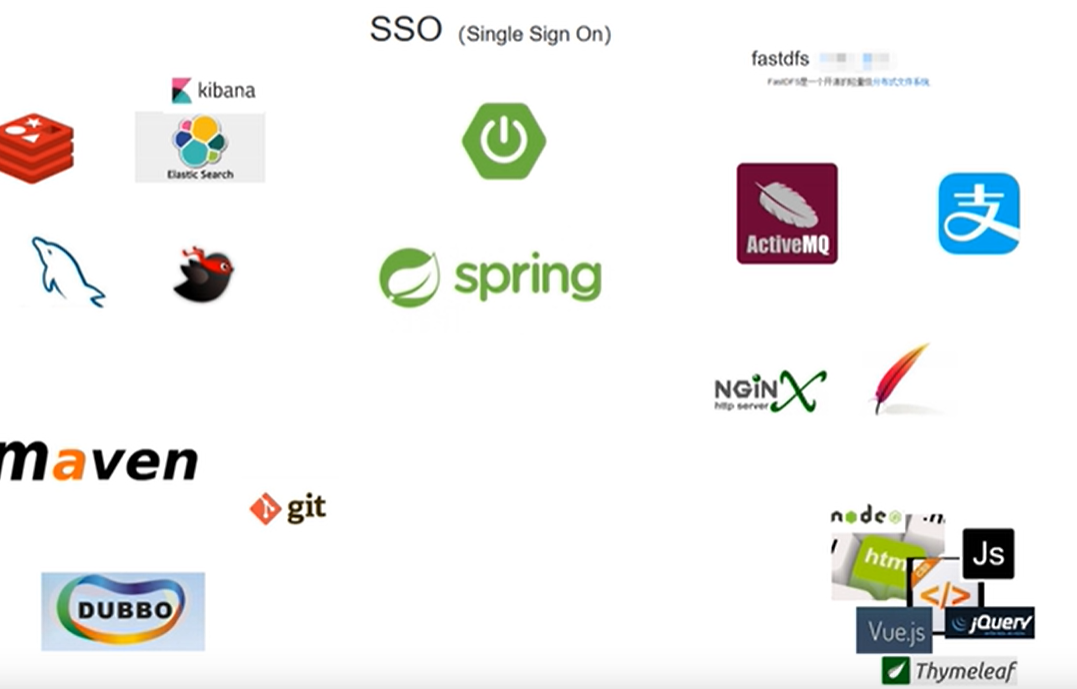 SSO (Single Sign On)
fastdfs
FastDFS是一个开源的轻量级分布式文件系统
kibana
Elastic Search
ActiveMQ
支
spring
NGiNX
http server
maven
git
node
htm
Js
css
</>
DUBBO
Vue.js
jQuery
Thymeleaf